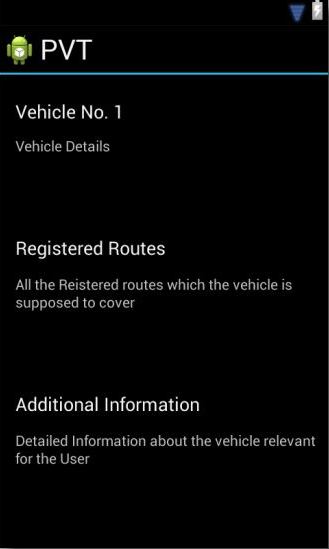 PVT
Vehicle No. 1
Vehicle Details
Registered Routes
All the Reistered routes which the vehicle is
supposed to cover
Additional Information
Detailed Information about the vehicle relevant
for the User